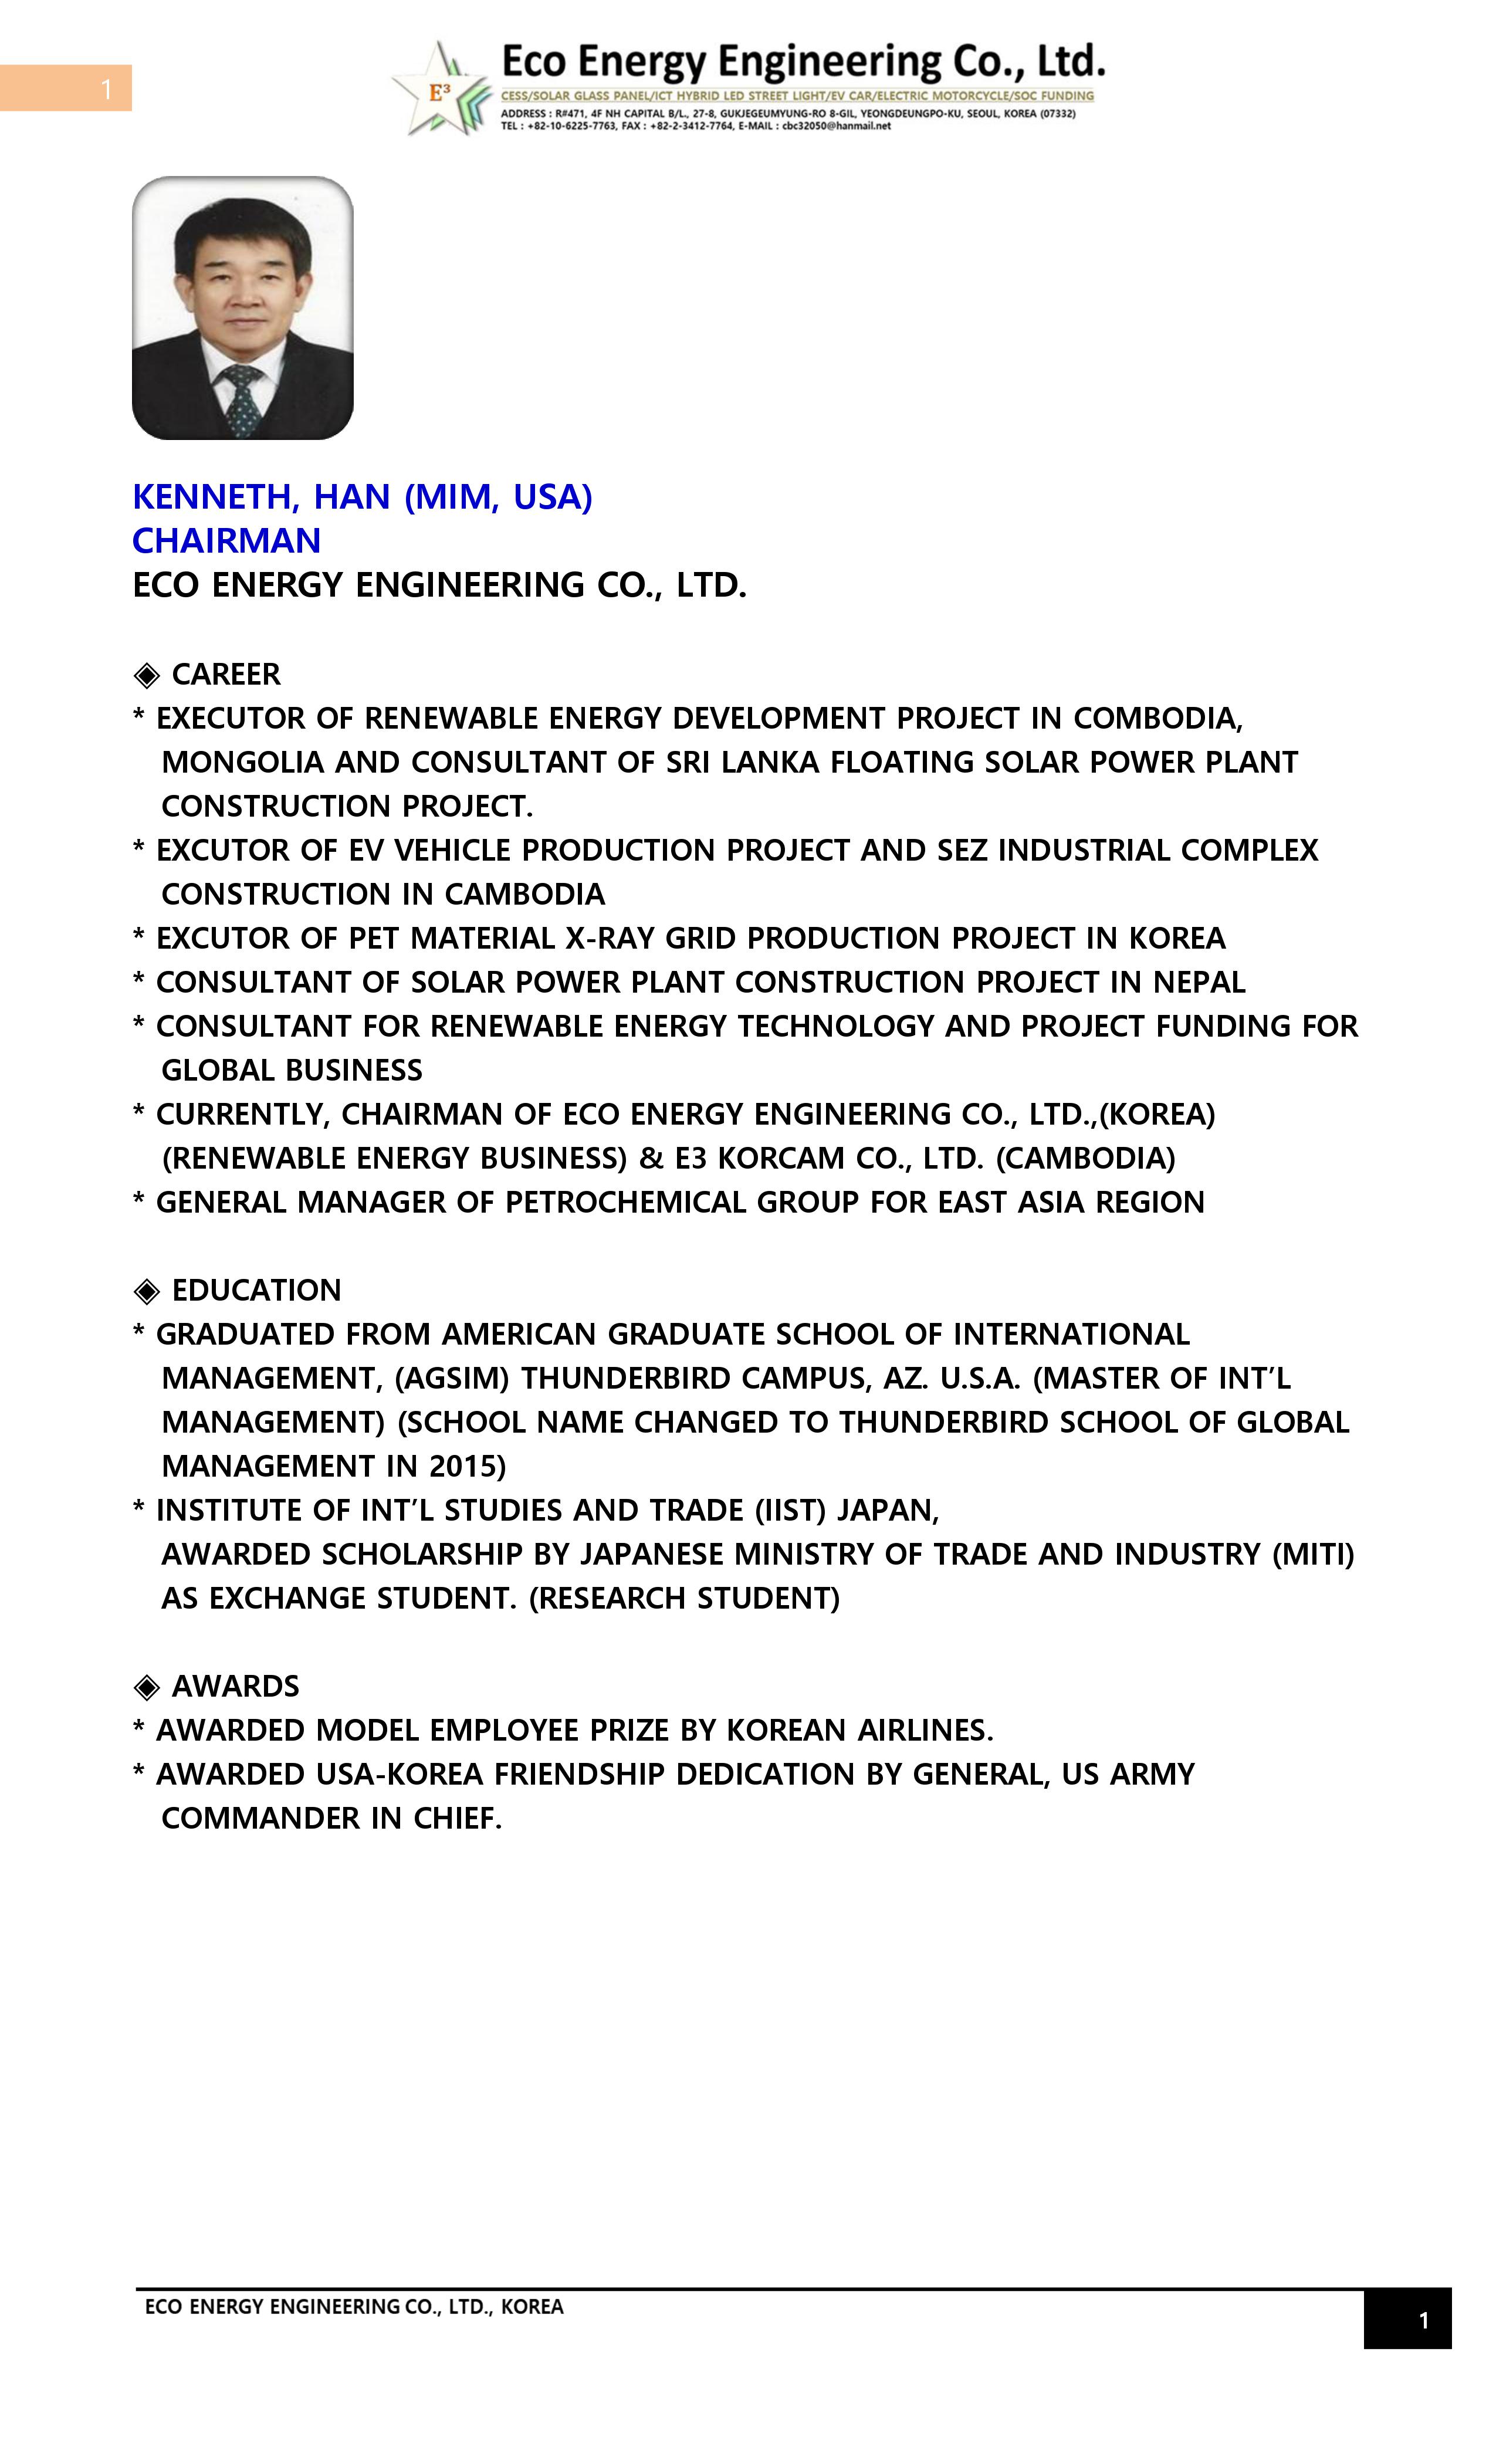 1
E³
Eco Energy Engineering Co., Ltd.
CESS/SOLAR GLASS PANEL/ICT HYBRID LED STREET LIGHT/EV CAR/ELECTRIC MOTORCYCLE/SOC FUNDING
ADDRESS : R#471, 4F NH CAPITAL B/L., 27-8, GUKJEGEUMYUNG-RO 8-GIL, YEONGDEUNGPO-KU, SEOUL, KOREA (07332)
TEL : +82-10-6225-7763, FAX : +82-2-3412-7764, E-MAIL : cbc32050@hanmail.net
KENNETH, HAN (MIM, USA)
CHAIRMAN
ECO ENERGY ENGINEERING CO., LTD.
◈ CAREER
* EXECUTOR OF RENEWABLE ENERGY DEVELOPMENT PROJECT IN COMBODIA,
MONGOLIA AND CONSULTANT OF SRI LANKA FLOATING SOLAR POWER PLANT
CONSTRUCTION PROJECT.
* EXCUTOR OF EV VEHICLE PRODUCTION PROJECT AND SEZ INDUSTRIAL COMPLEX
CONSTRUCTION IN CAMBODIA
* EXCUTOR OF PET MATERIAL X-RAY GRID PRODUCTION PROJECT IN KOREA
* CONSULTANT OF SOLAR POWER PLANT CONSTRUCTION PROJECT IN NEPAL
* CONSULTANT FOR RENEWABLE ENERGY TECHNOLOGY AND PROJECT FUNDING FOR
GLOBAL BUSINESS
* CURRENTLY, CHAIRMAN OF ECO ENERGY ENGINEERING CO., LTD.,(KOREA)
(RENEWABLE ENERGY BUSINESS) & E3 KORCAM CO., LTD. (CAMBODIA)
* GENERAL MANAGER OF PETROCHEMICAL GROUP FOR EAST ASIA REGION
◈ EDUCATION
* GRADUATED FROM AMERICAN GRADUATE SCHOOL OF INTERNATIONAL
MANAGEMENT, (AGSIM) THUNDERBIRD CAMPUS, AZ. U.S.A. (MASTER OF INT’L
MANAGEMENT) (SCHOOL NAME CHANGED TO THUNDERBIRD SCHOOL OF GLOBAL
MANAGEMENT IN 2015)
* INSTITUTE OF INT’L STUDIES AND TRADE (IIST) JAPAN,
AWARDED SCHOLARSHIP BY JAPANESE MINISTRY OF TRADE AND INDUSTRY (MITI)
AS EXCHANGE STUDENT. (RESEARCH STUDENT)
◈ AWARDS
* AWARDED MODEL EMPLOYEE PRIZE BY KOREAN AIRLINES.
* AWARDED USA-KOREA FRIENDSHIP DEDICATION BY GENERAL, US ARMY
COMMANDER IN CHIEF.
ECO ENERGY ENGINEERING CO., LTD., KOREA
1